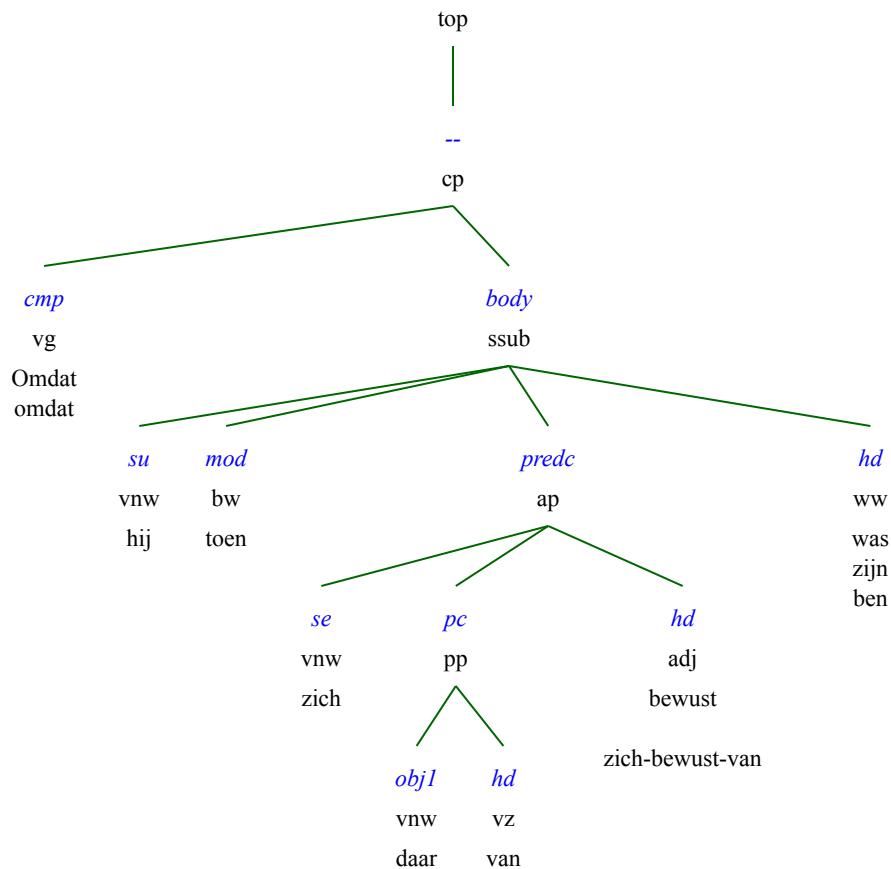 top
--
cp
cmp body
vg ssub
Omdat
omdat
su mod predc hd
vnw bw ap ww
hij toen was
zijn
ben
se pc hd
vnw pp adj
zich bewust
zich-bewust-van
obj1 hd
vnw vz
daar van